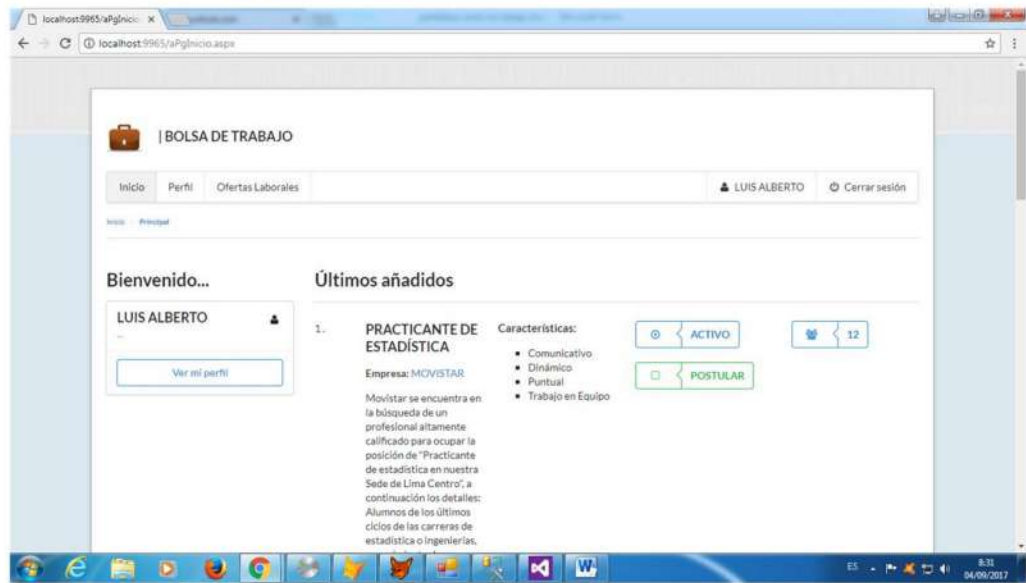 localhost:9965/aPgInicio
localhost:9965/aPgInicio.aspx
| BOLSA DE TRABAJO
Inicio Perfil Ofertas Laborales LUIS ALBERTO Cerrar sesión
Inicio Principal
Bienvenido...
LUIS ALBERTO
Ver mi perfil
Últimos añadidos
1. PRACTICANTE DE
ESTADÍSTICA
Empresa: MOVISTAR
Movistar se encuentra en
la búsqueda de un
profesional altamente
calificado para ocupar la
posición de "Practicante
de estadística en nuestra
Sede de Lima Centro", a
continuación los detalles:
Alumnos de los últimos
ciclos de las carreras de
estadística o ingenierías,
Características:
Comunicativo
Dinámico
Puntual
Trabajo en Equipo
ACTIVO
12
POSTULAR
ES
8:31
04/09/2017